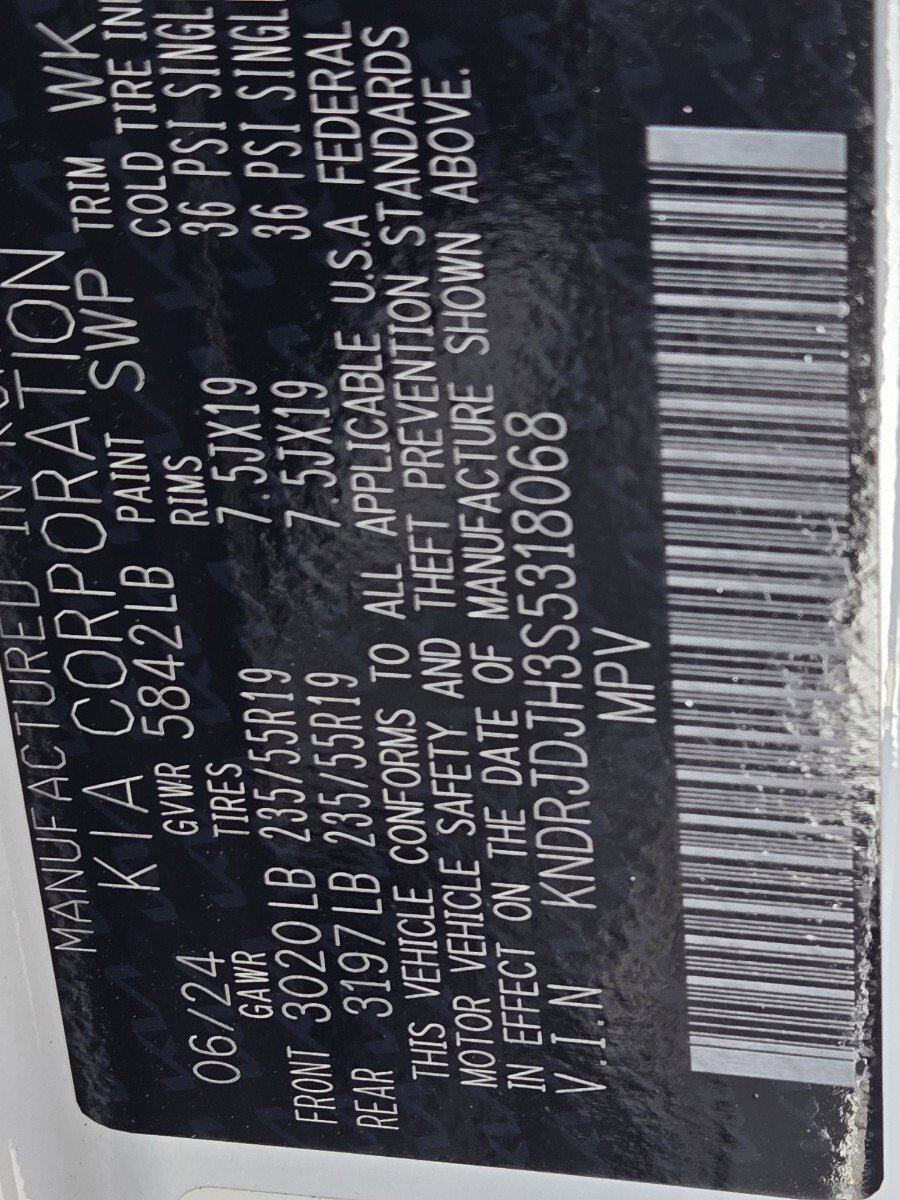 MANUFACTURED IN
KIA CORPORATION
06/24 GVWR 5842LB PAINT SWP TRIM WK
GAWR TIRES RIMS COLD TIRE
FRONT 3020LB 235/55R19 7.5JX19 36 PSI
REAR 3197LB 235/55R19 7.5JX19 36 PSI
THIS VEHICLE CONFORMS TO ALL APPLICABLE U.S.A FEDERAL
MOTOR VEHICLE SAFETY AND THEFT PREVENTION STANDARDS
IN EFFECT ON THE DATE OF MANUFACTURE SHOWN ABOVE.
V.I.N KNDRJDJH3S5318068
MPV